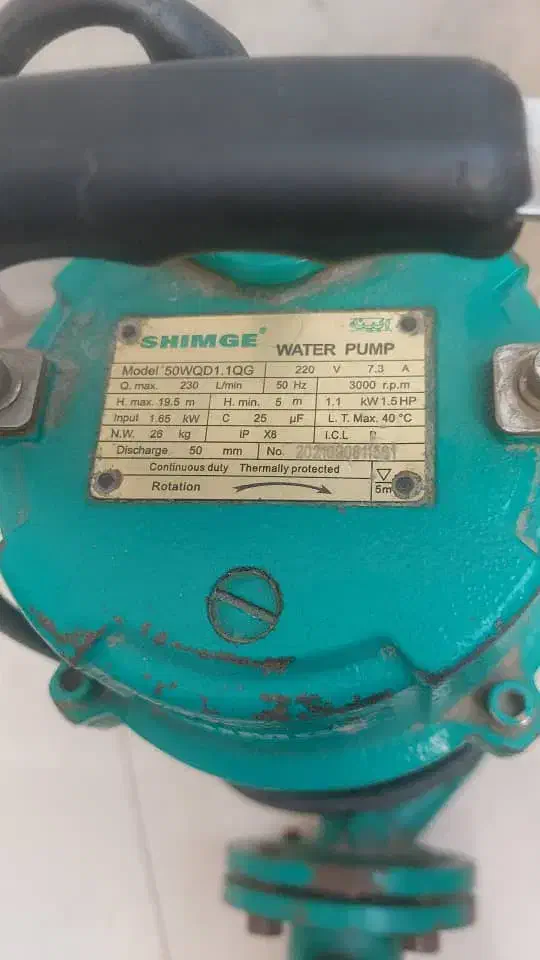 SHIMGE®
WATER PUMP
Model 50WQD1.1QG 220 V 7.3 A
Q. max. 230 L/min 50 Hz 3000 r.p.m
H. max. 19.5 m H. min. 5 m 1.1 kW 1.5 HP
Input 1.65 kW C 25 µF L. T. Max. 40 °C
N.W. 26 kg IP X8 I.C.L
Discharge 50 mm No.
Continuous duty Thermally protected
Rotation 5m